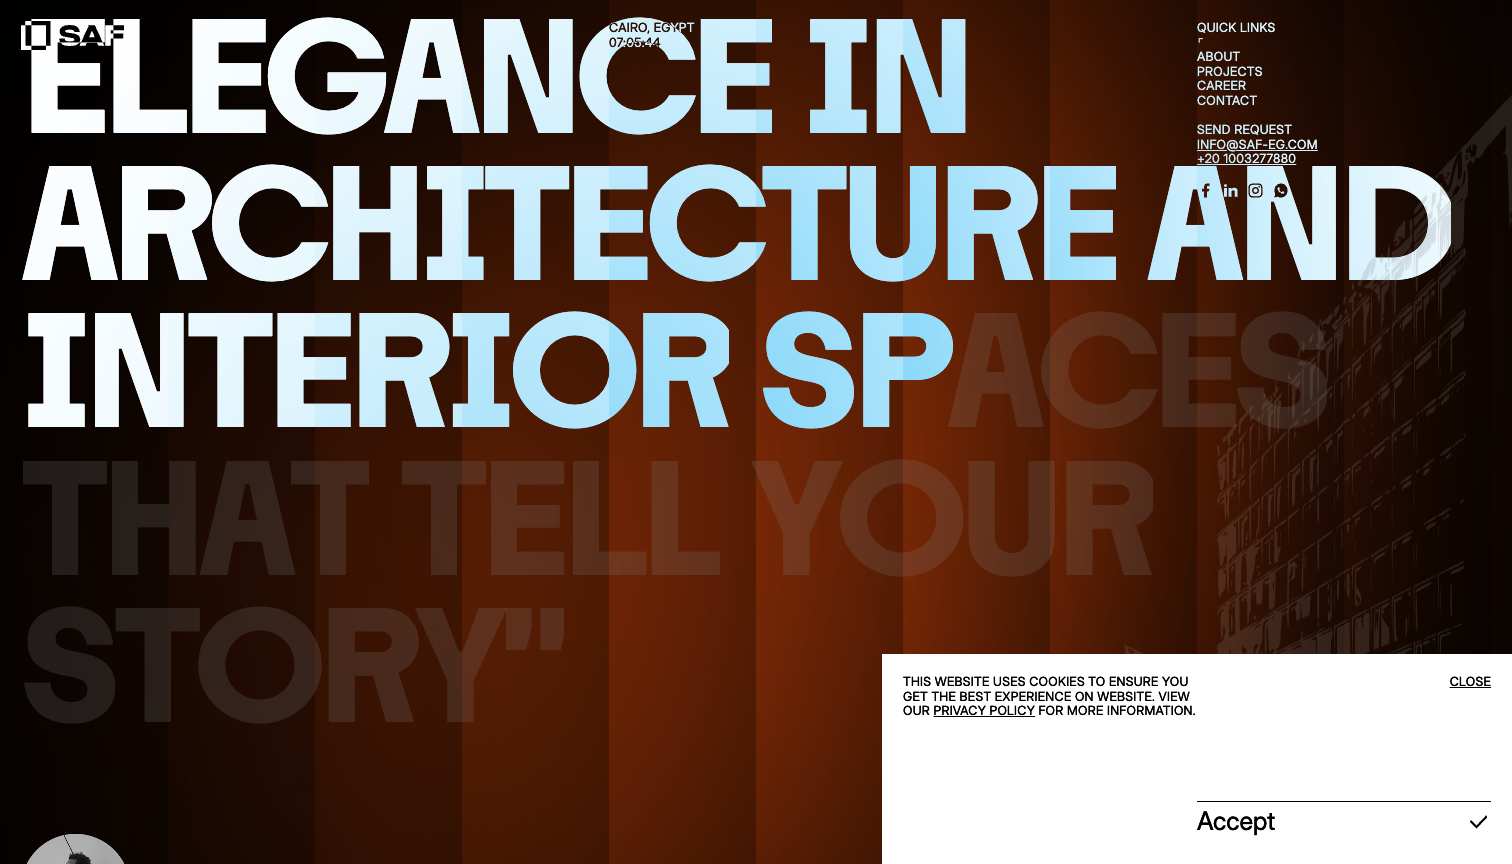 SAF
CAIRO, EGYPT
07:05:44
QUICK LINKS
ABOUT
PROJECTS
CAREER
CONTACT
SEND REQUEST
INFO@SAF-EG.COM
+20 1003277880
ELEGANCE IN
ARCHITECTURE AND
INTERIOR SPACES
THAT TELL YOUR
STORY"
THIS WEBSITE USES COOKIES TO ENSURE YOU
GET THE BEST EXPERIENCE ON WEBSITE. VIEW
OUR PRIVACY POLICY FOR MORE INFORMATION.
CLOSE
Accept